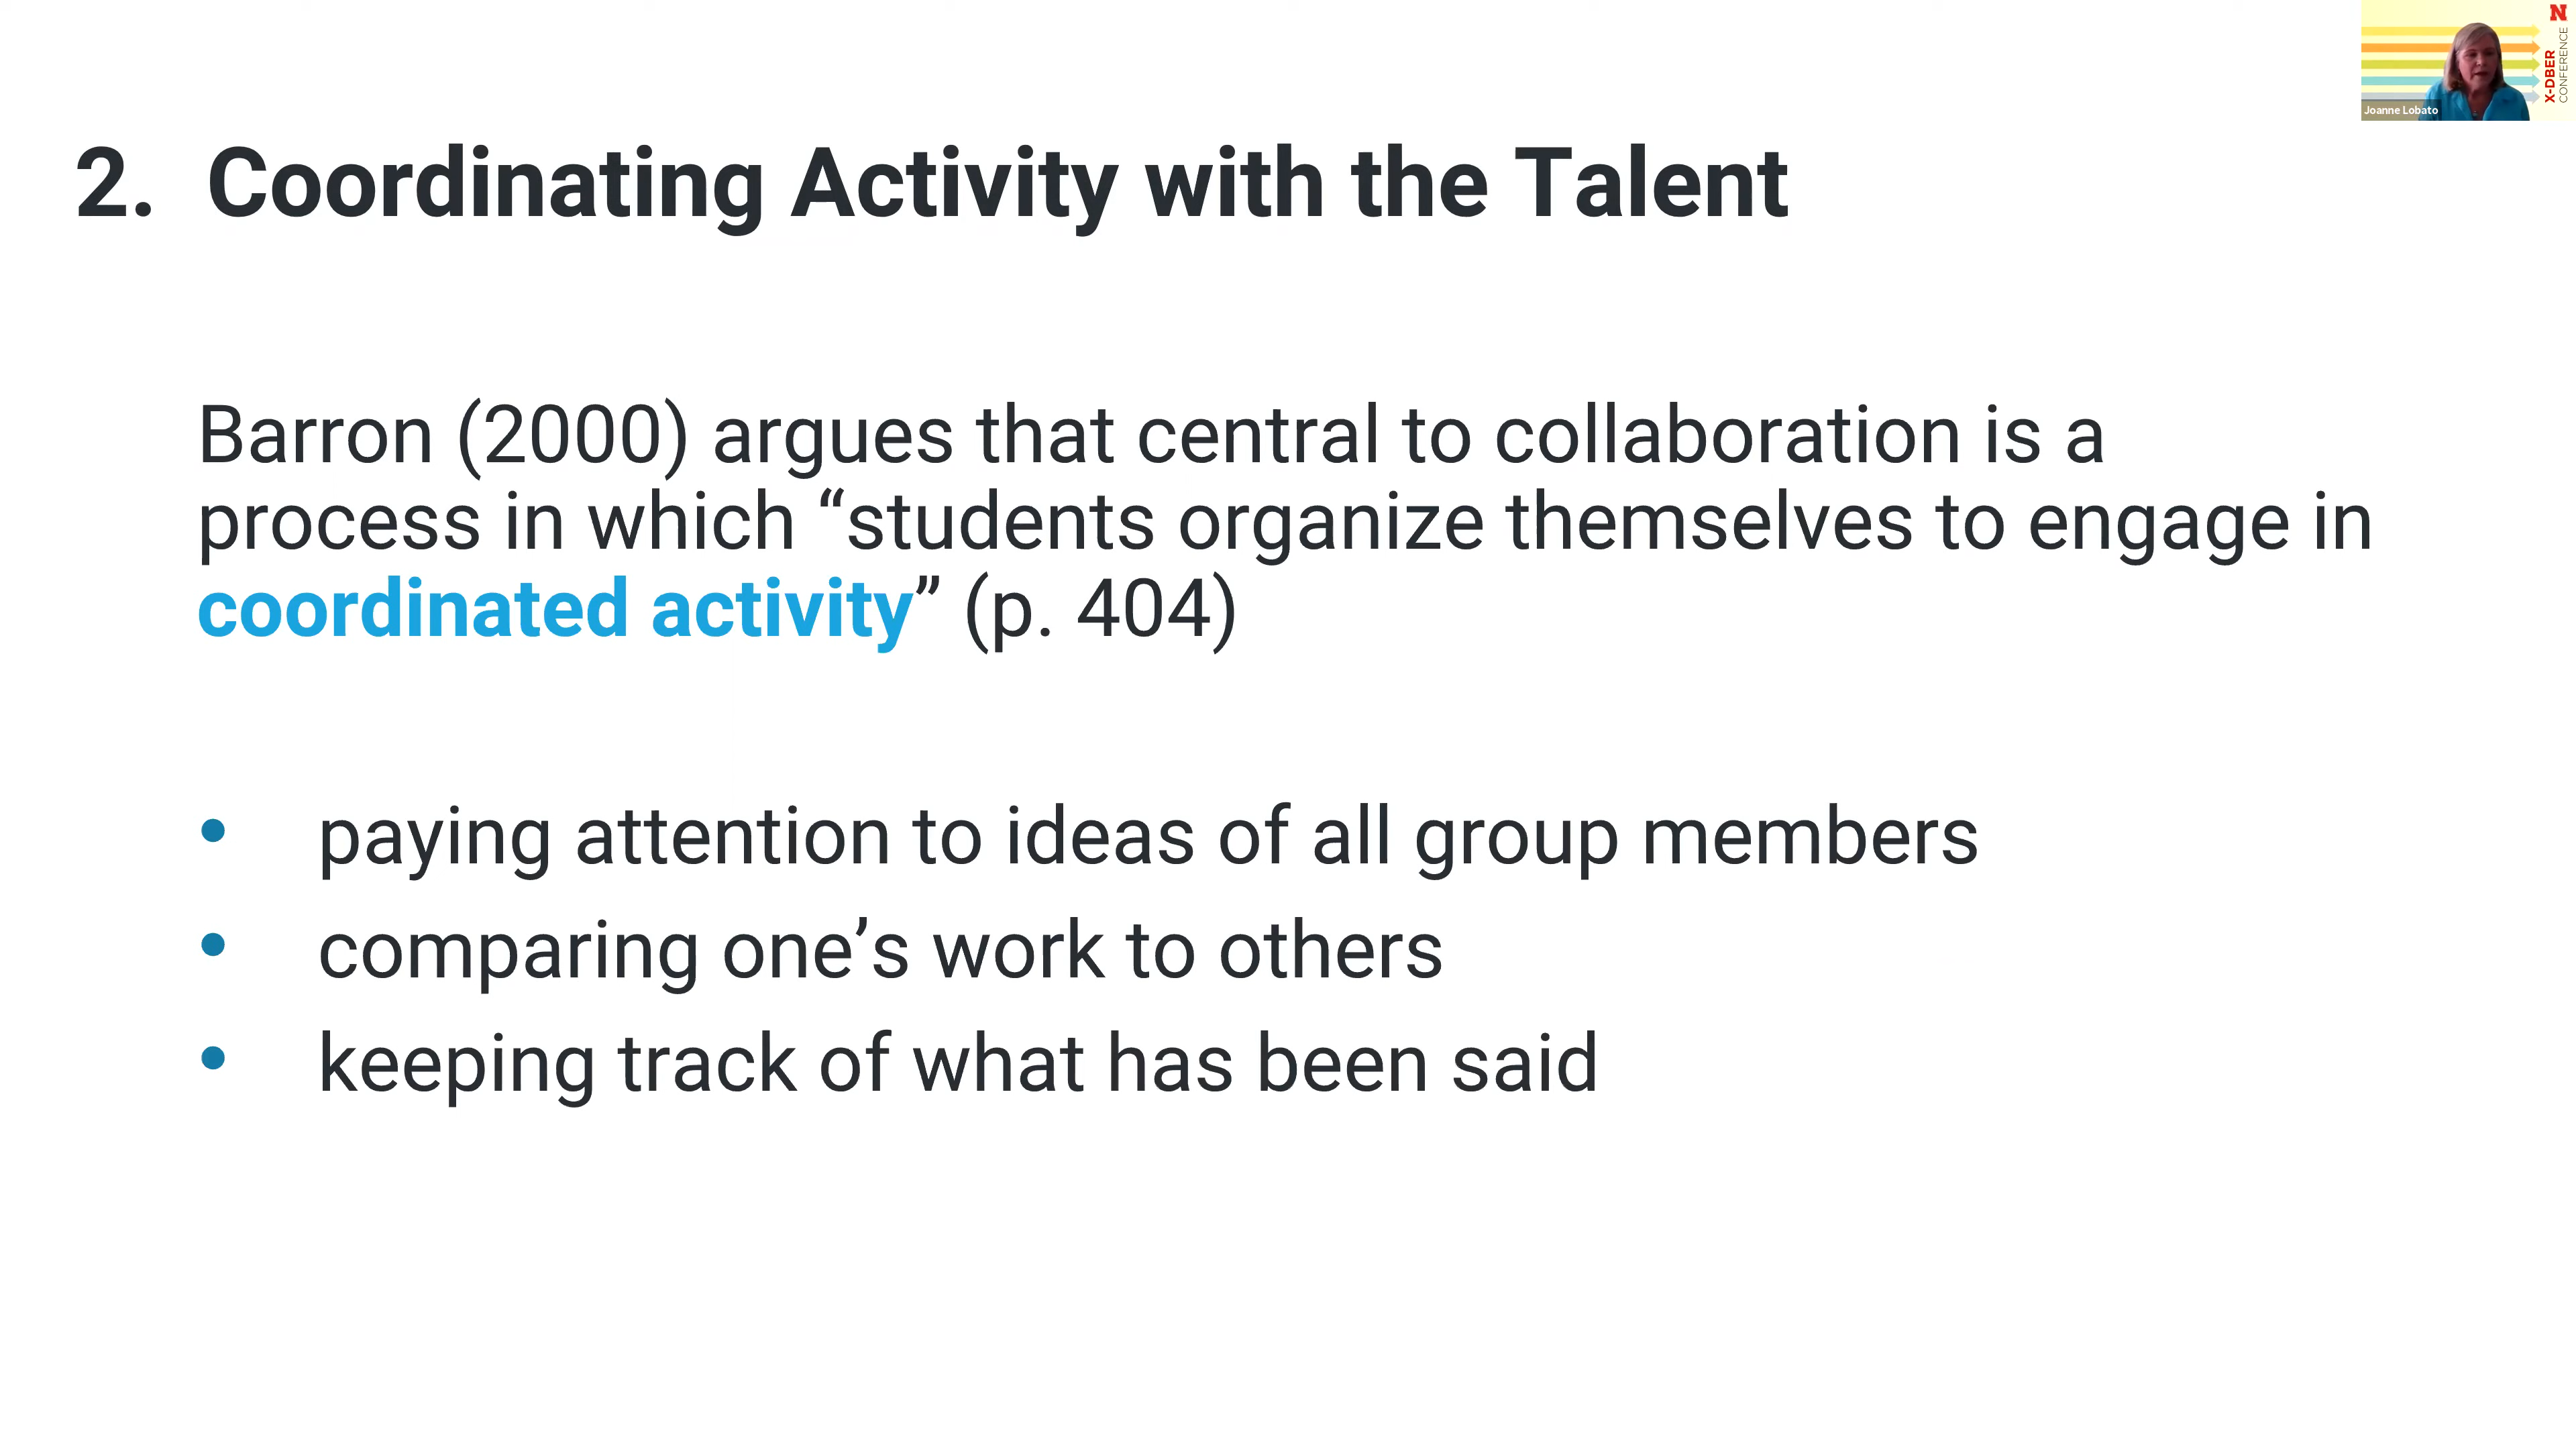 N
X-DBER
CONFERENCE
Joanne Lobato
2. Coordinating Activity with the Talent
Barron (2000) argues that central to collaboration is a
process in which “students organize themselves to engage in
coordinated activity” (p. 404)
• paying attention to ideas of all group members
• comparing one’s work to others
• keeping track of what has been said